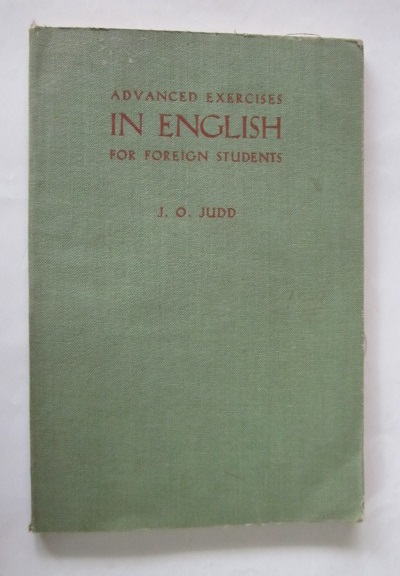 ADVANCED EXERCISES
IN ENGLISH
FOR FOREIGN STUDENTS
J. O. JUDD